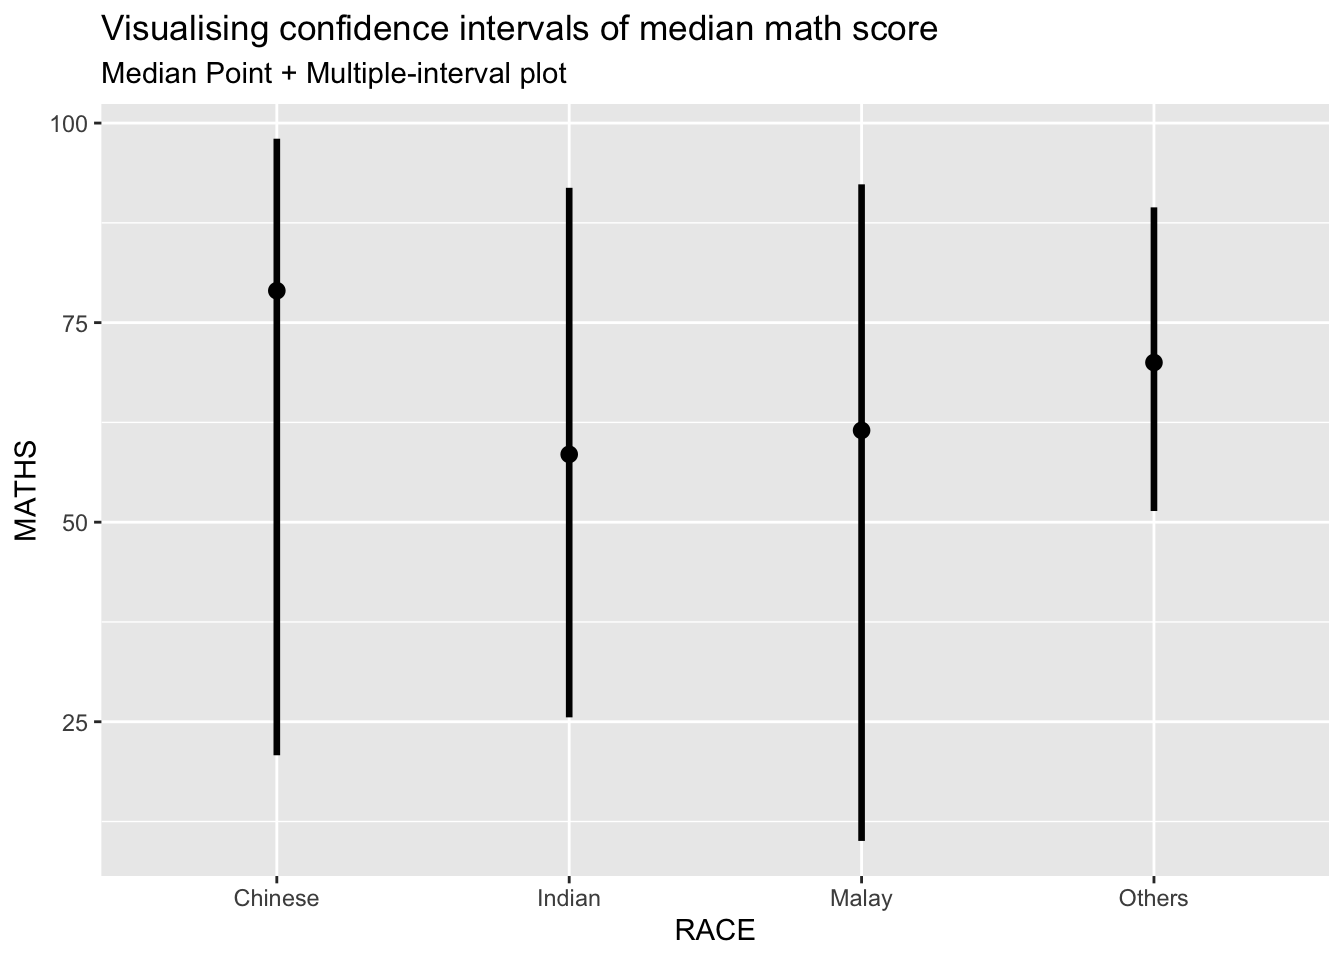 Visualising confidence intervals of median math score
Median Point + Multiple-interval plot
100
75
50
25
MATHS
Chinese Indian Malay Others
RACE